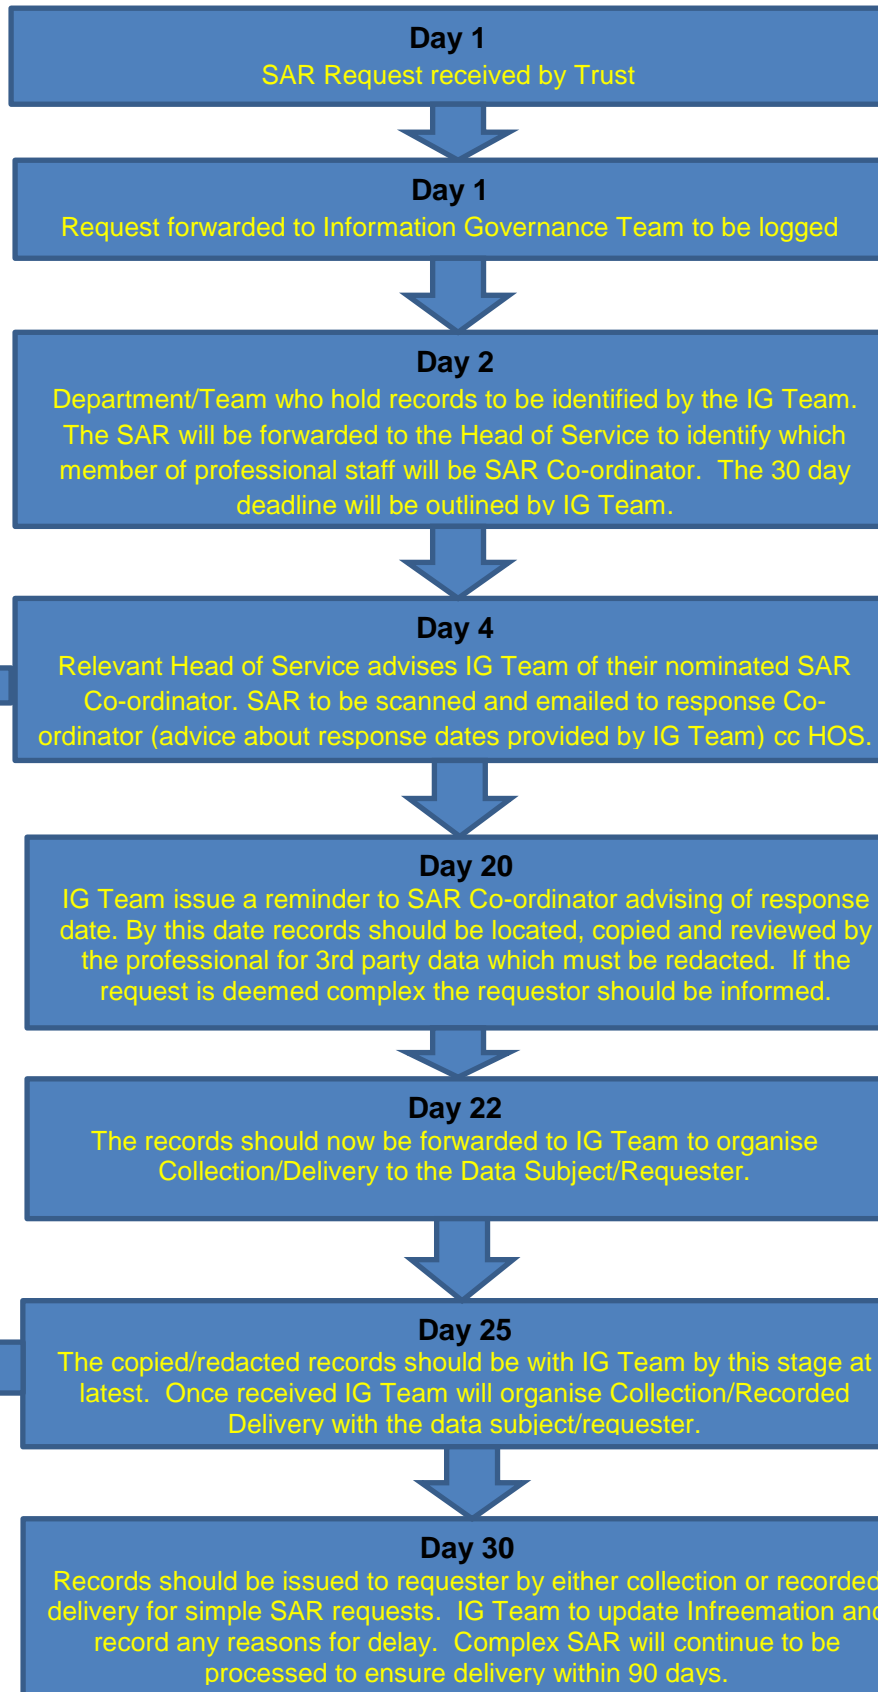 Day 1
SAR Request received by Trust
Day 1
Request forwarded to Information Governance Team to be logged
Day 2
Department/Team who hold records to be identified by the IG Team.
The SAR will be forwarded to the Head of Service to identify which
member of professional staff will be SAR Co-ordinator.  The 30 day
deadline will be outlined by IG Team.
Day 4
Relevant Head of Service advises IG Team of their nominated SAR
Co-ordinator. SAR to be scanned and emailed to response Co-
ordinator (advice about response dates provided by IG Team) cc HOS.
Day 20
IG Team issue a reminder to SAR Co-ordinator advising of response
date. By this date records should be located, copied and reviewed by
the professional for 3rd party data which must be redacted.  If the
request is deemed complex the requestor should be informed.
Day 22
The records should now be forwarded to IG Team to organise
Collection/Delivery to the Data Subject/Requester.
Day 25
The copied/redacted records should be with IG Team by this stage at
latest.  Once received IG Team will organise Collection/Recorded
Delivery with the data subject/requester.
Day 30
Records should be issued to requester by either collection or recorded
delivery for simple SAR requests.  IG Team to update Infreemation and
record any reasons for delay.  Complex SAR will continue to be
processed to ensure delivery within 90 days.